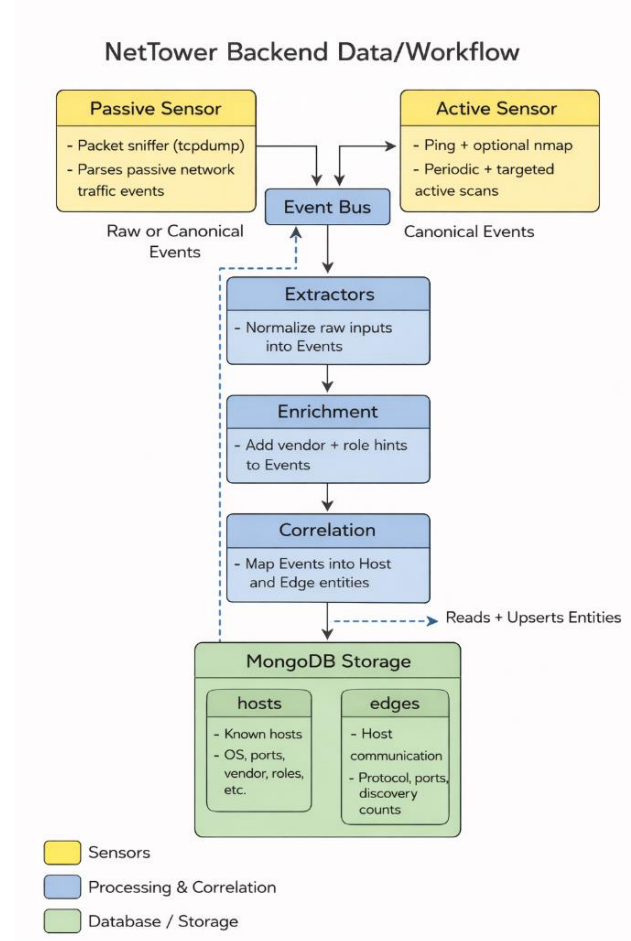 NetTower Backend Data/Workflow
Passive Sensor
- Packet sniffer (tcpdump)
- Parses passive network
traffic events
Active Sensor
- Ping + optional nmap
- Periodic + targeted
active scans
Event Bus
Raw or Canonical
Events
Canonical Events
Extractors
- Normalize raw inputs
into Events
Enrichment
- Add vendor + role hints
to Events
Correlation
- Map Events into Host
and Edge entities
Reads + Upserts Entities
MongoDB Storage
hosts
- Known hosts
- OS, ports,
vendor, roles,
etc.
edges
- Host
communication
- Protocol, ports,
discovery
counts
Sensors
Processing & Correlation
Database / Storage